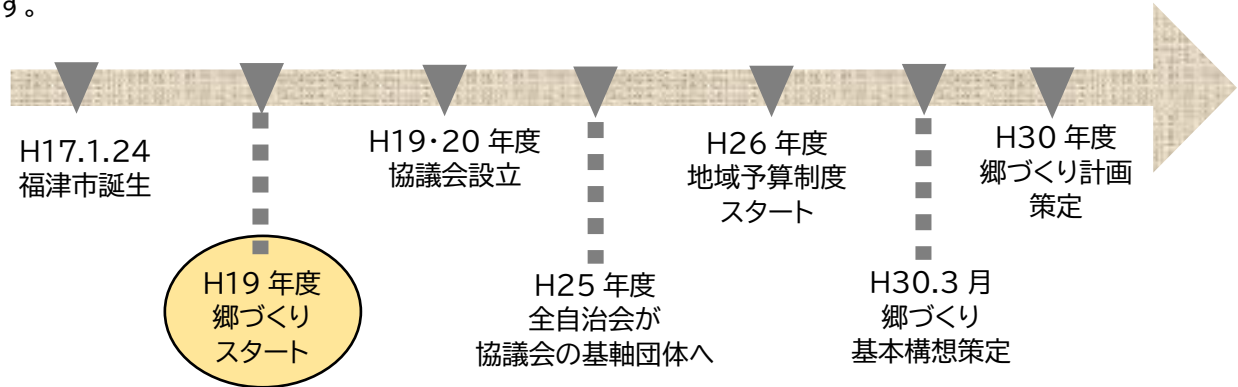 す。
H17.1.24
福津市誕生
H19 年度
郷づくり
スタート
H19・20 年度
協議会設立
H25 年度
全自治会が
協議会の基軸団体へ
H26 年度
地域予算制度
スタート
H30.3 月
郷づくり
基本構想策定
H30 年度
郷づくり計画
策定